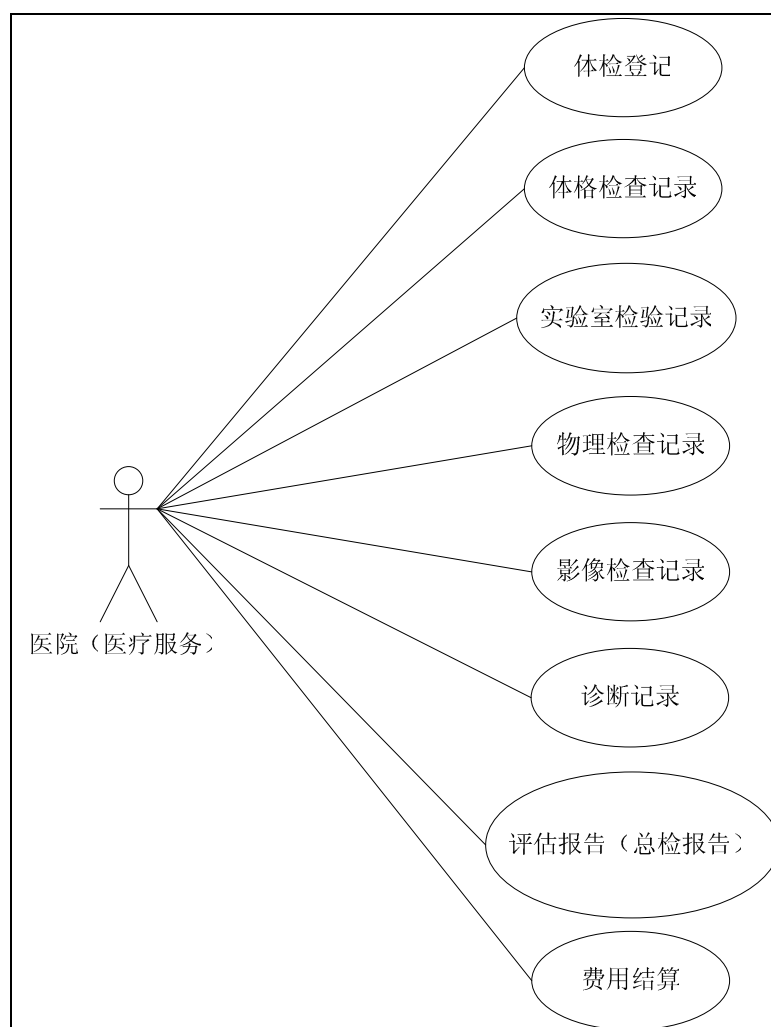 体检登记
体格检查记录
实验室检验记录
物理检查记录
影像检查记录
医院（医疗服务）
诊断记录
评估报告（总检报告）
费用结算